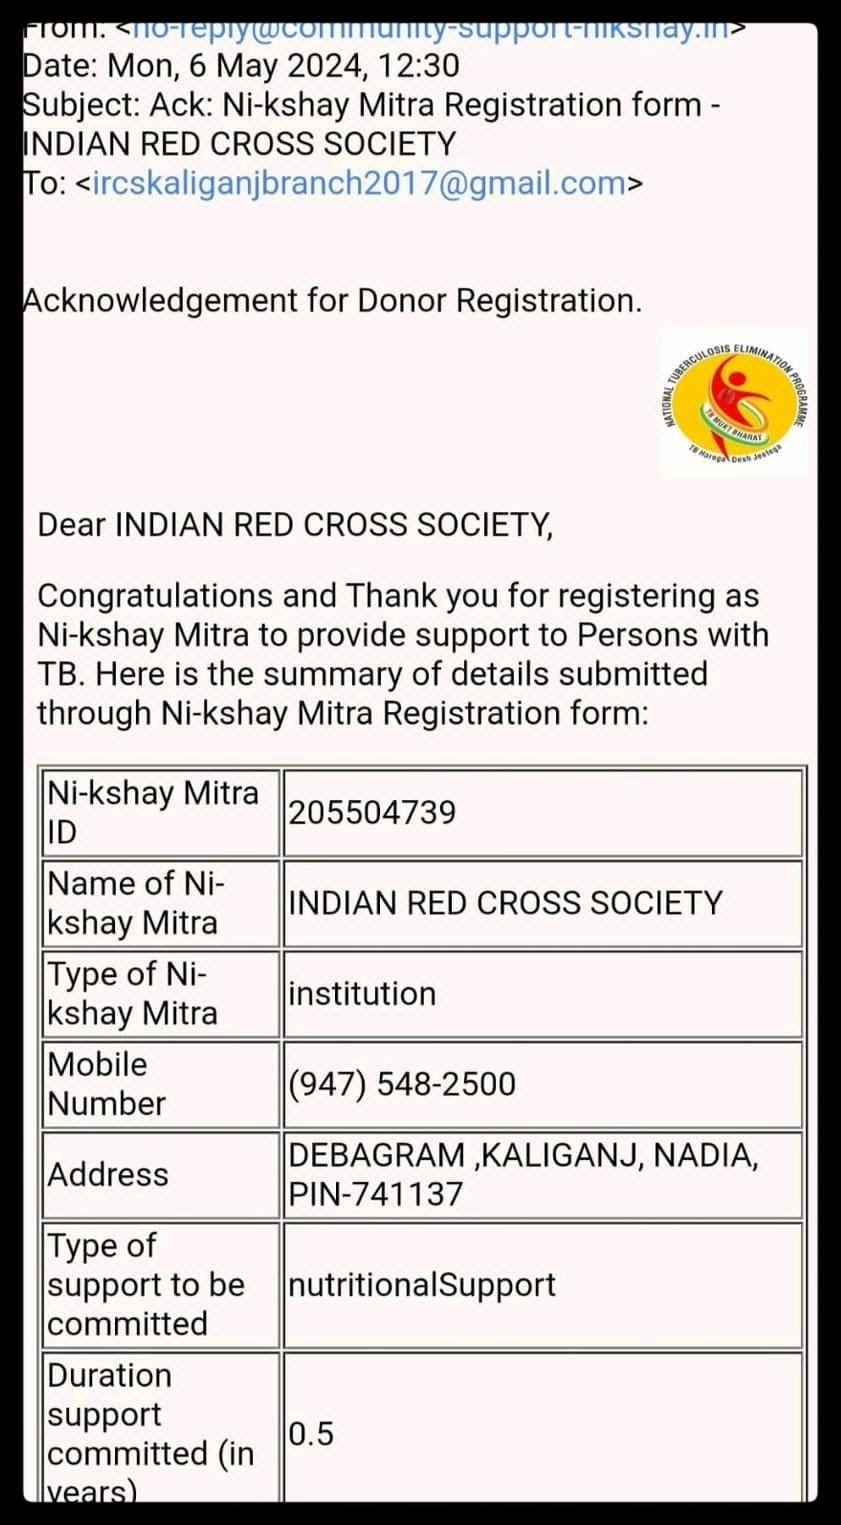 From: <no-reply@community-support-nikshay.in>
Date: Mon, 6 May 2024, 12:30
Subject: Ack: Ni-kshay Mitra Registration form -
INDIAN RED CROSS SOCIETY
To: <ircskaliganjbranch2017@gmail.com>
Acknowledgement for Donor Registration.
NATIONAL TUBERCULOSIS ELIMINATION PROGRAMME
TB MUKT BHARAT
TB Harega Desh Jeetega
Dear INDIAN RED CROSS SOCIETY,
Congratulations and Thank you for registering as
Ni-kshay Mitra to provide support to Persons with
TB. Here is the summary of details submitted
through Ni-kshay Mitra Registration form:
Ni-kshay Mitra
ID
205504739
Name of Ni-
kshay Mitra
INDIAN RED CROSS SOCIETY
Type of Ni-
kshay Mitra
institution
Mobile
Number
(947) 548-2500
Address
DEBAGRAM ,KALIGANJ, NADIA,
PIN-741137
Type of
support to be
committed
nutritionalSupport
Duration
support
committed (in
years)
0.5